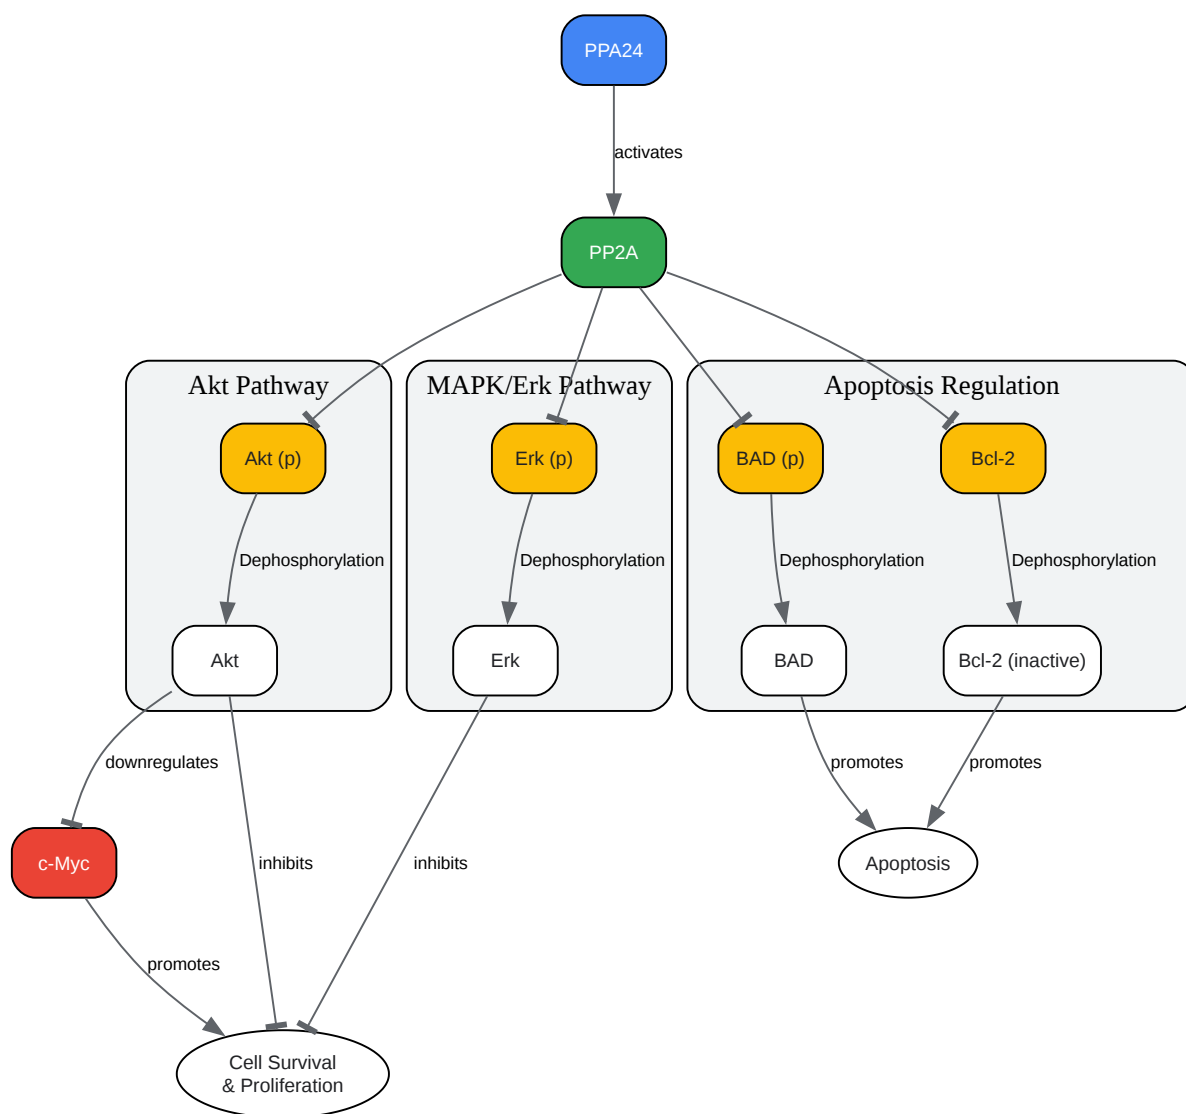 PPA24
activates
PP2A
Akt Pathway
MAPK/Erk Pathway
Apoptosis Regulation
Akt (p)
Erk (p)
BAD (p)
Bcl-2
Dephosphorylation
Dephosphorylation
Dephosphorylation
Dephosphorylation
Akt
Erk
BAD
Bcl-2 (inactive)
downregulates
promotes
promotes
c-Myc
inhibits
inhibits
Apoptosis
promotes
Cell Survival
& Proliferation